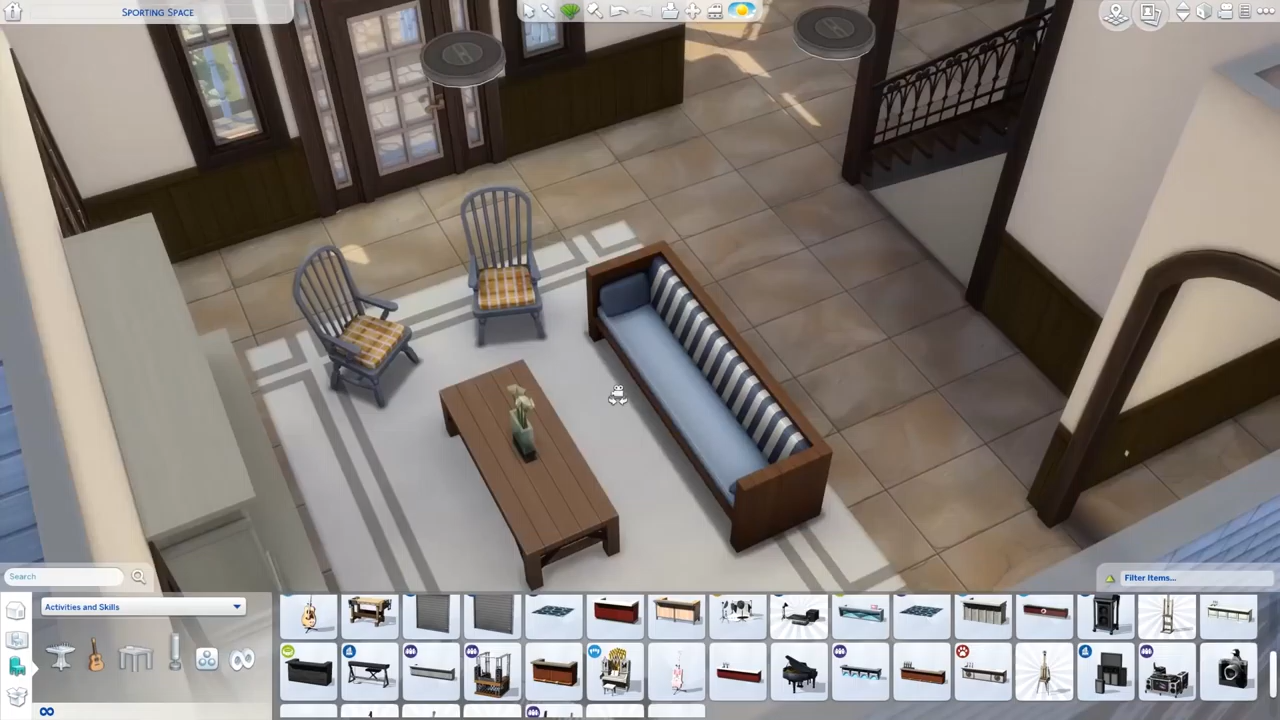 SPORTING SPACE
Search
Filter Items...
Activities and Skills